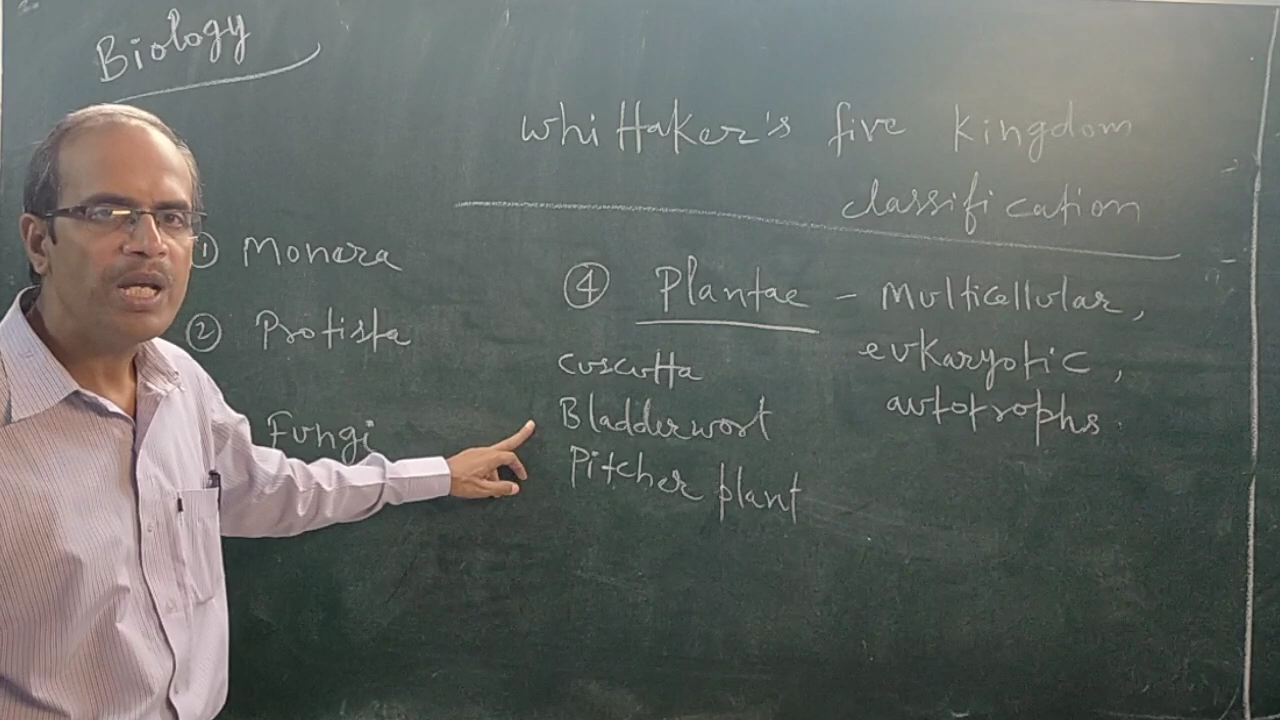 Biology
Whittaker's five kingdom
classification
① Monera
② Protista
Fungi
④ Plantae - Multicellular,
eukaryotic,
autotrophs.
Cuscutta
Bladderwort
Pitcher plant